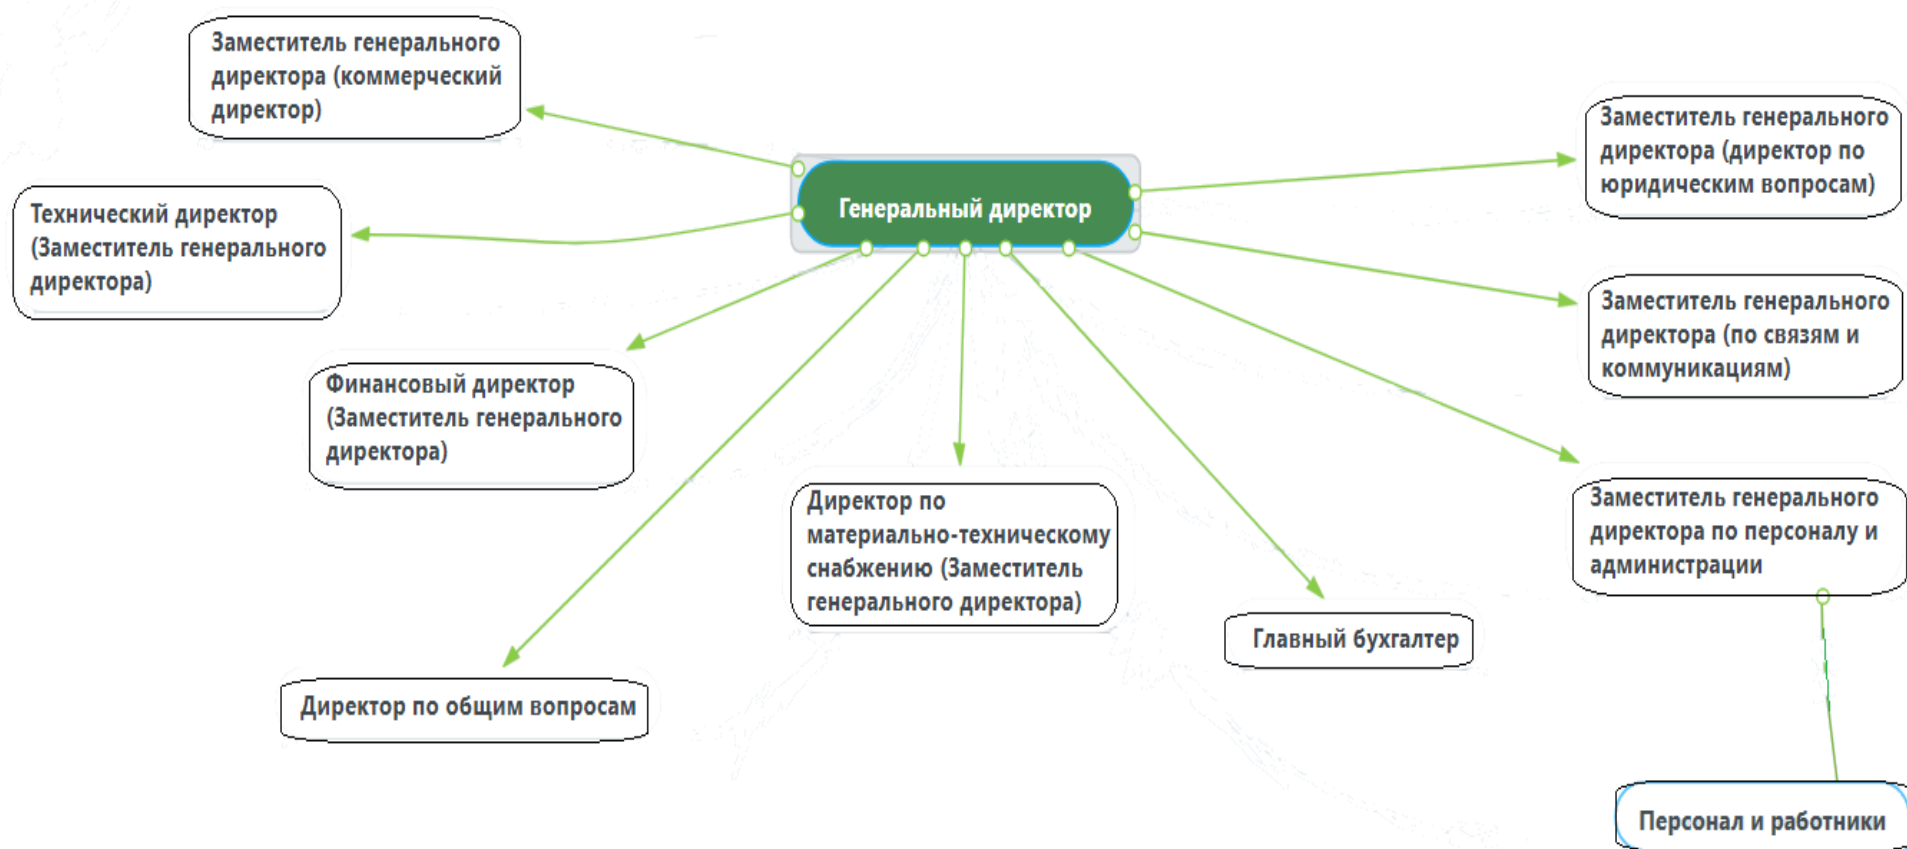 Заместитель генерального
директора (коммерческий
директор)
Технический директор
(Заместитель генерального
директора)
Финансовый директор
(Заместитель генерального
директора)
Директор по общим вопросам
Генеральный директор
Директор по
материально-техническому
снабжению (Заместитель
генерального директора)
Главный бухгалтер
Заместитель генерального
директора (директор по
юридическим вопросам)
Заместитель генерального
директора (по связям и
коммуникациям)
Заместитель генерального
директора по персоналу и
администрации
Персонал и работники